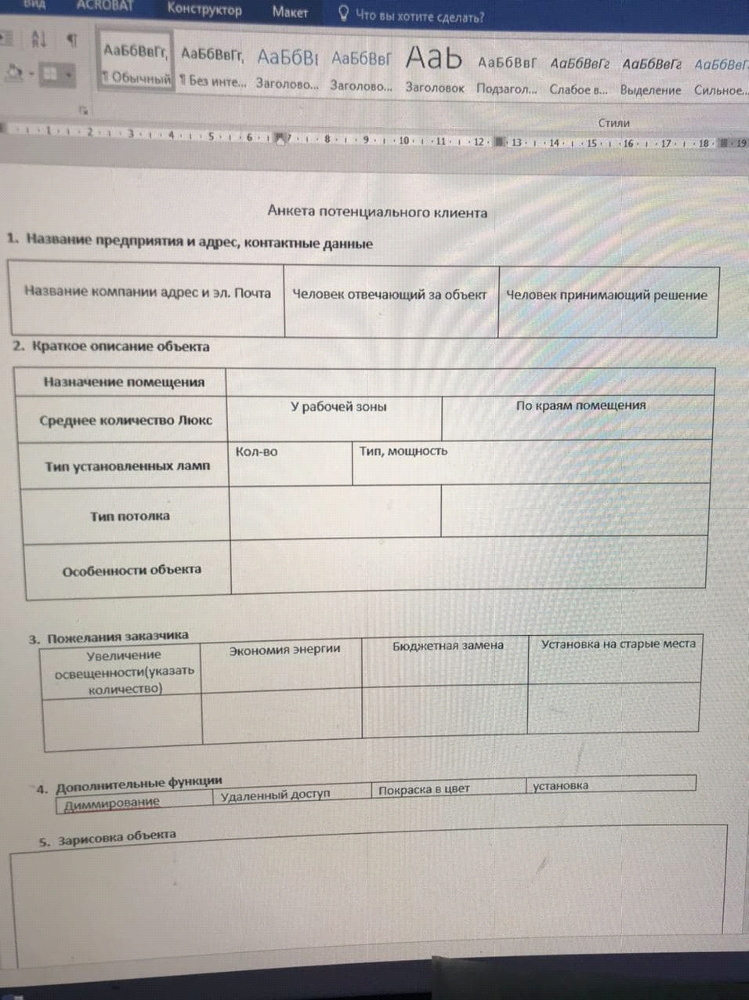 Вид ACROBAT Конструктор Макет Что вы хотите сделать?
АаБбВвГг, АаБбВвГг, АаБбВ АаБбВвГ АаЬ АаБбВвГ АаБбВвГг АаБбВвГг АаБбВвГ
¶ Обычный ¶ Без инте... Заголово... Заголово... Заголовок Подзагол... Слабое в... Выделение Сильное...
Стили
1 2 3 4 5 6 7 8 9 10 11 12 13 14 15 16 17 18 19
Анкета потенциального клиента
1. Название предприятия и адрес, контактные данные
Название компании адрес и эл. Почта Человек отвечающий за объект Человек принимающий решение
2. Краткое описание объекта
Назначение помещения
Среднее количество Люкс У рабочей зоны По краям помещения
Тип установленных ламп Кол-во Тип, мощность
Тип потолка
Особенности объекта
3. Пожелания заказчика
Увеличение
освещенности(указать
количество)
Экономия энергии Бюджетная замена Установка на старые места
4. Дополнительные функции
Диммирование Удаленный доступ Покраска в цвет установка
5. Зарисовка объекта